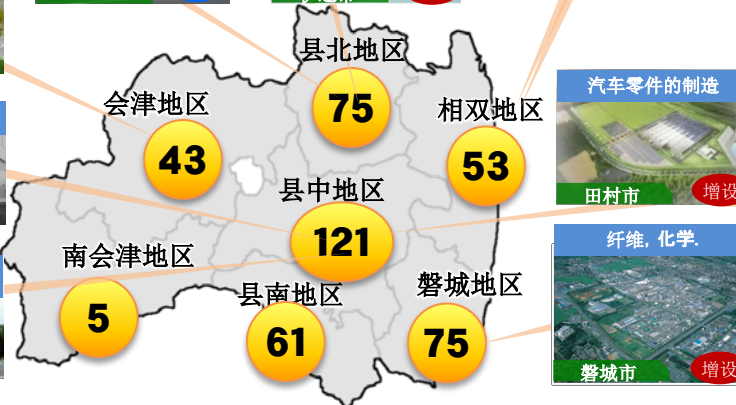 县北地区
75
会津地区
43
相双地区
53
县中地区
121
南会津地区
5
县南地区
61
磐城地区
75
汽车零件的制造
田村市
增设
纤维, 化学.
磐城市
增设